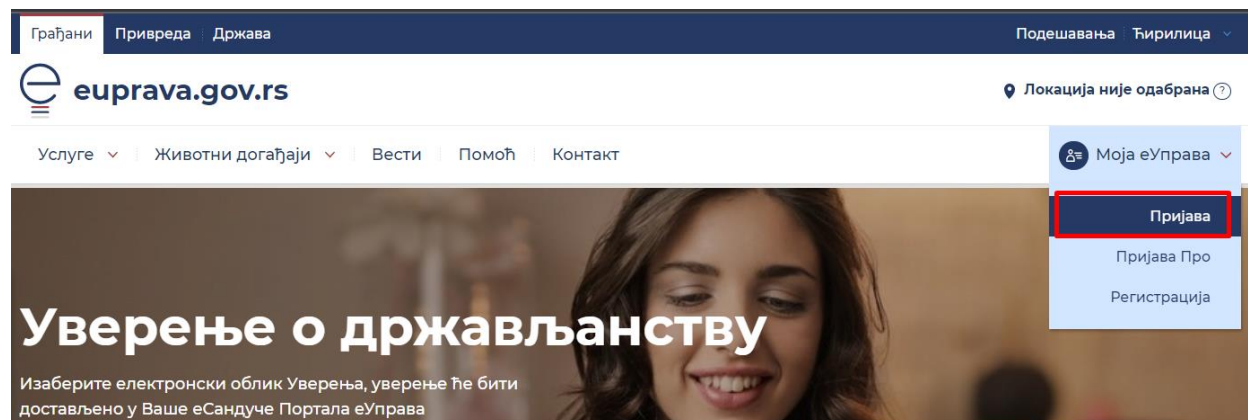 Грађани Привреда Држава Подешавања Ћирилица
euprava.gov.rs Локација није одабрана ?
Услуге Животни догађаји Вести Помоћ Контакт Моја еУправа
Пријава
Пријава Про
Регистрација
Уверење о држављанству
Изаберите електронски облик Уверења, уверење ће бити
достављено у Ваше еСандуче Портала еУправа